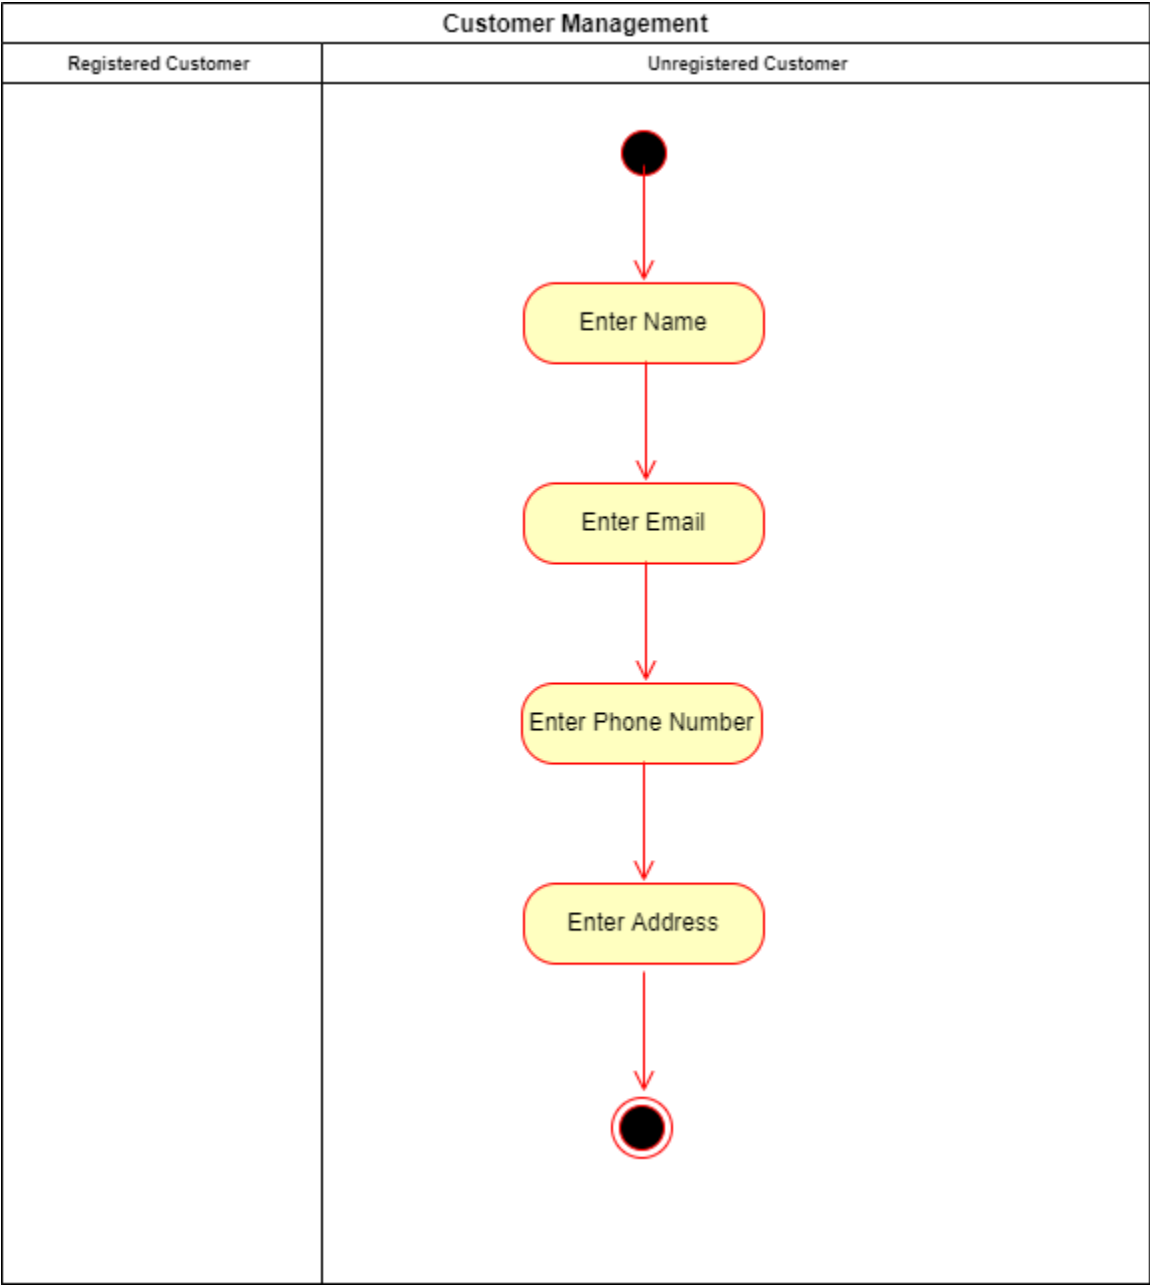 Customer Management
Registered Customer
Unregistered Customer
Enter Name
Enter Email
Enter Phone Number
Enter Address